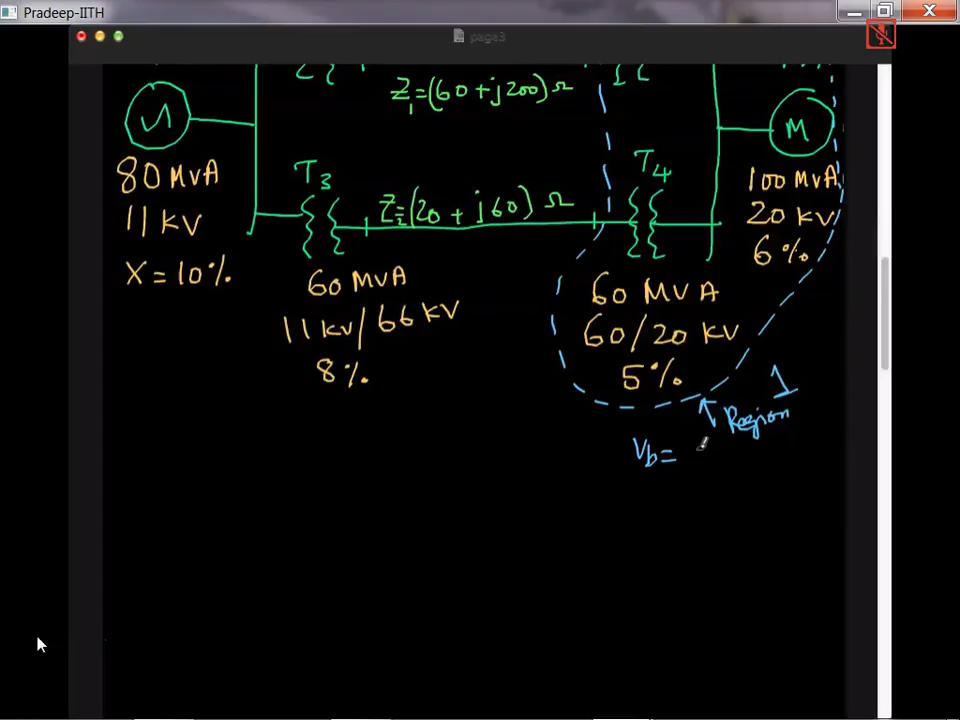 Pradeep-IITH
page3
Z₁=(60+j200)Ω
M
80 MVA
11 kV
X=10%
T₃
Z₂=(20+j60)Ω
T₄
100 MVA
20 kV
6%
60 MVA
11 kV/66 kV
8%
60 MVA
60/20 kV
5%
Region 1
Vb=